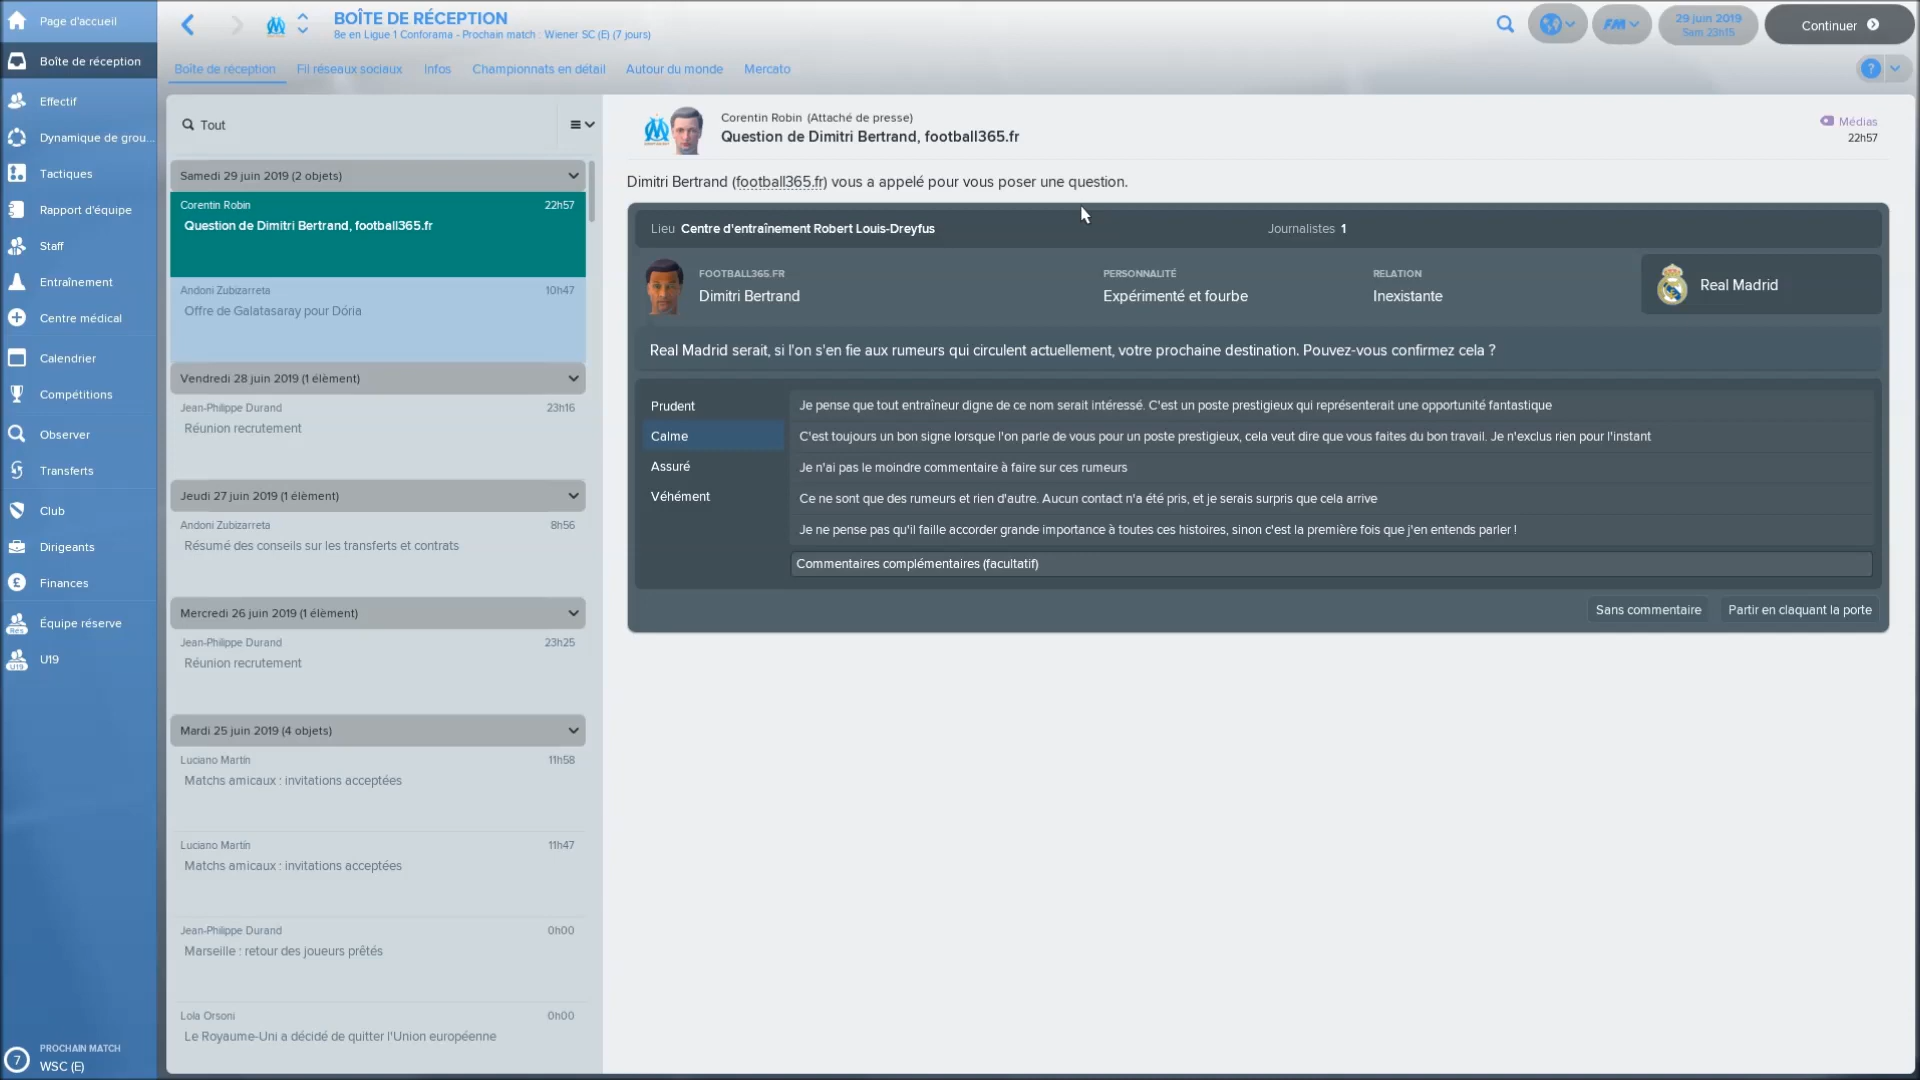 Page d'accueil
Boîte de réception
Effectif
Dynamique de grou...
Tactiques
Rapport d'équipe
Staff
Entraînement
Centre médical
Calendrier
Compétitions
Observer
Transferts
Club
Dirigeants
Finances
Équipe réserve
U19
7
PROCHAIN MATCH
WSC (E)
BOÎTE DE RÉCEPTION
8e en Ligue 1 Conforama - Prochain match : Wiener SC (E) (7 jours)
FM
29 juin 2019
Sam 23h15
Continuer
Boîte de réception Fil réseaux sociaux Infos Championnats en détail Autour du monde Mercato
?
Tout
Samedi 29 juin 2019 (2 objets)
Corentin Robin 22h57
Question de Dimitri Bertrand, football365.fr
Andoni Zubizarreta 10h47
Offre de Galatasaray pour Dória
Vendredi 28 juin 2019 (1 élèment)
Jean-Philippe Durand 23h16
Réunion recrutement
Jeudi 27 juin 2019 (1 élèment)
Andoni Zubizarreta 8h56
Résumé des conseils sur les transferts et contrats
Mercredi 26 juin 2019 (1 élèment)
Jean-Philippe Durand 23h25
Réunion recrutement
Mardi 25 juin 2019 (4 objets)
Luciano Martín 11h58
Matchs amicaux : invitations acceptées
Luciano Martín 11h47
Matchs amicaux : invitations acceptées
Jean-Philippe Durand 0h00
Marseille : retour des joueurs prêtés
Lola Orsoni 0h00
Le Royaume-Uni a décidé de quitter l'Union européenne
Corentin Robin (Attaché de presse)
Question de Dimitri Bertrand, football365.fr
Médias
22h57
Dimitri Bertrand (football365.fr) vous a appelé pour vous poser une question.
Lieu Centre d'entraînement Robert Louis-Dreyfus Journalistes 1
FOOTBALL365.FR PERSONNALITÉ RELATION
Dimitri Bertrand Expérimenté et fourbe Inexistante
Real Madrid
Real Madrid serait, si l'on s'en fie aux rumeurs qui circulent actuellement, votre prochaine destination. Pouvez-vous confirmez cela ?
Prudent
Calme
Assuré
Véhément
Je pense que tout entraîneur digne de ce nom serait intéressé. C'est un poste prestigieux qui représenterait une opportunité fantastique
C'est toujours un bon signe lorsque l'on parle de vous pour un poste prestigieux, cela veut dire que vous faites du bon travail. Je n'exclus rien pour l'instant
Je n'ai pas le moindre commentaire à faire sur ces rumeurs
Ce ne sont que des rumeurs et rien d'autre. Aucun contact n'a été pris, et je serais surpris que cela arrive
Je ne pense pas qu'il faille accorder grande importance à toutes ces histoires, sinon c'est la première fois que j'en entends parler !
Commentaires complémentaires (facultatif)
Sans commentaire Partir en claquant la porte